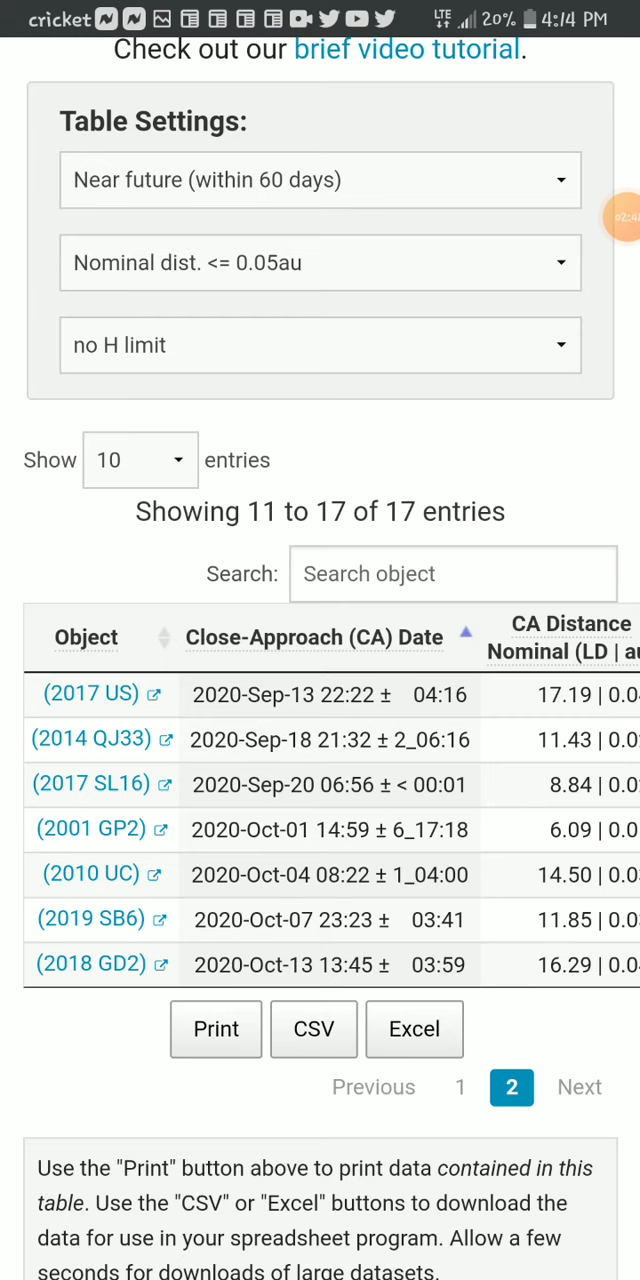 cricket LTE 20% 4:14 PM
Check out our brief video tutorial.
Table Settings:
Near future (within 60 days)
02:4
Nominal dist. <= 0.05au
no H limit
Show 10 entries
Showing 11 to 17 of 17 entries
Search: Search object
Object Close-Approach (CA) Date CA Distance
Nominal (LD | au
(2017 US) 2020-Sep-13 22:22 ± 04:16 17.19 | 0.0
(2014 QJ33) 2020-Sep-18 21:32 ± 2_06:16 11.43 | 0.0
(2017 SL16) 2020-Sep-20 06:56 ± < 00:01 8.84 | 0.0
(2001 GP2) 2020-Oct-01 14:59 ± 6_17:18 6.09 | 0.0
(2010 UC) 2020-Oct-04 08:22 ± 1_04:00 14.50 | 0.0
(2019 SB6) 2020-Oct-07 23:23 ± 03:41 11.85 | 0.0
(2018 GD2) 2020-Oct-13 13:45 ± 03:59 16.29 | 0.0
Print CSV Excel
Previous 1 2 Next
Use the "Print" button above to print data contained in this
table. Use the "CSV" or "Excel" buttons to download the
data for use in your spreadsheet program. Allow a few
seconds for downloads of large datasets.